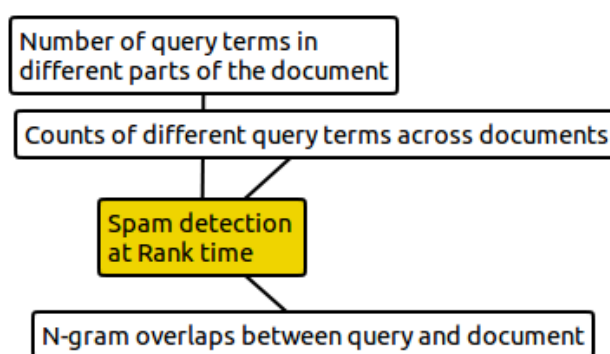 Number of query terms in
different parts of the document
Counts of different query terms across documents
Spam detection
at Rank time
N-gram overlaps between query and document